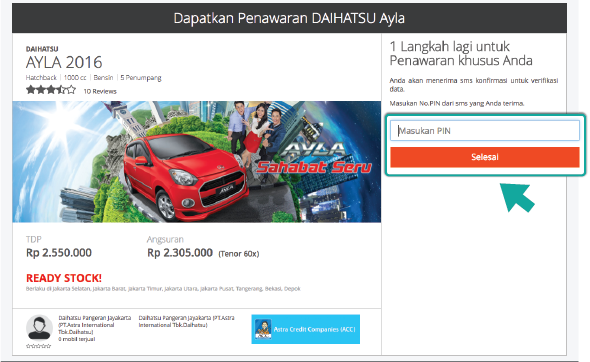 Dapatkan Penawaran DAIHATSU Ayla
DAIHATSU
AYLA 2016
Hatchback | 1000 cc | Bensin | 5 Penumpang
10 Reviews
AYLA
Sahabat Seru
TDP
Rp 2.550.000
Angsuran
Rp 2.305.000 (Tenor 60x)
READY STOCK!
Berlaku di Jakarta Selatan, Jakarta Barat, Jakarta Timur, Jakarta Utara, Jakarta Pusat, Tangerang, Bekasi, Depok
Daihatsu Pangeran Jayakarta
(PT.Astra International
Tbk.Daihatsu)
0 mobil terjual
Daihatsu Pangeran Jayakarta (PT.Astra
International Tbk.Daihatsu)
ACC
Astra Credit Companies (ACC)
1 Langkah lagi untuk
Penawaran khusus Anda
Anda akan menerima sms konfirmasi untuk verifikasi
data.
Masukan No.PIN dari sms yang Anda terima.
Masukan PIN
Selesai